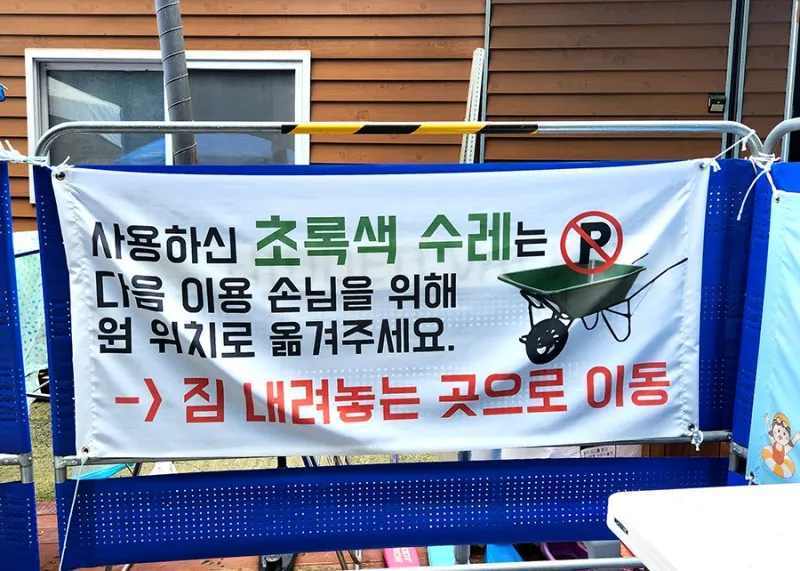 사용하신 초록색 수레는
P
다음 이용 손님을 위해
원 위치로 옮겨주세요.
-> 짐 내려놓는 곳으로 이동